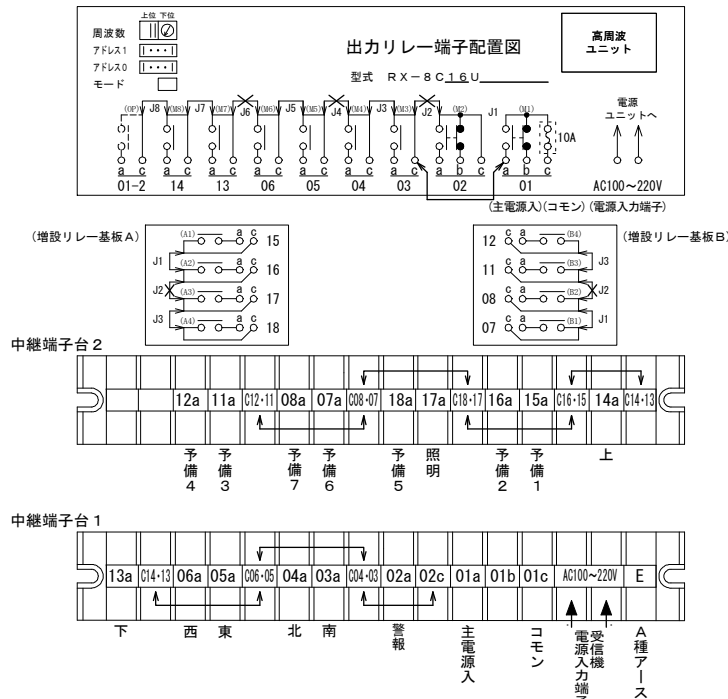 上位 下位
周波数
アドレス1
アドレス0
モード
出力リレー端子配置図
型式 RX-8C16U
高周波
ユニット
(OP) J8 (M8) J7 (M7) J6 (M6) J5 (M5) J4 (M4) J3 (M3) J2 (M2) J1 (M1)
10A
電源
ユニットへ
a c a c a c a c a c a c a c a b c a b c
01-2 14 13 06 05 04 03 02 01 AC100~220V
(主電源入)(コモン)(電源入力端子)
(増設リレー基板A)
(A1) a c 15
J1
(A2) a c 16
J2
(A3) a c 17
J3
(A4) a c 18
(増設リレー基板B)
12 c a (B4)
J3
11 c a (B3)
J2
08 c a (B2)
J1
07 c a (B1)
中継端子台2
12a 11a C12・11 08a 07a C08・07 18a 17a C18・17 16a 15a C16・15 14a C14・13
予備4 予備3 予備7 予備6 予備5 照明 予備2 予備1 上
中継端子台1
13a C14・13 06a 05a C06・05 04a 03a C04・03 02a 02c 01a 01b 01c AC100~220V E
下 西 東 北 南 警報 主電源入 コモン 電源入力端子 受信機 A種アース